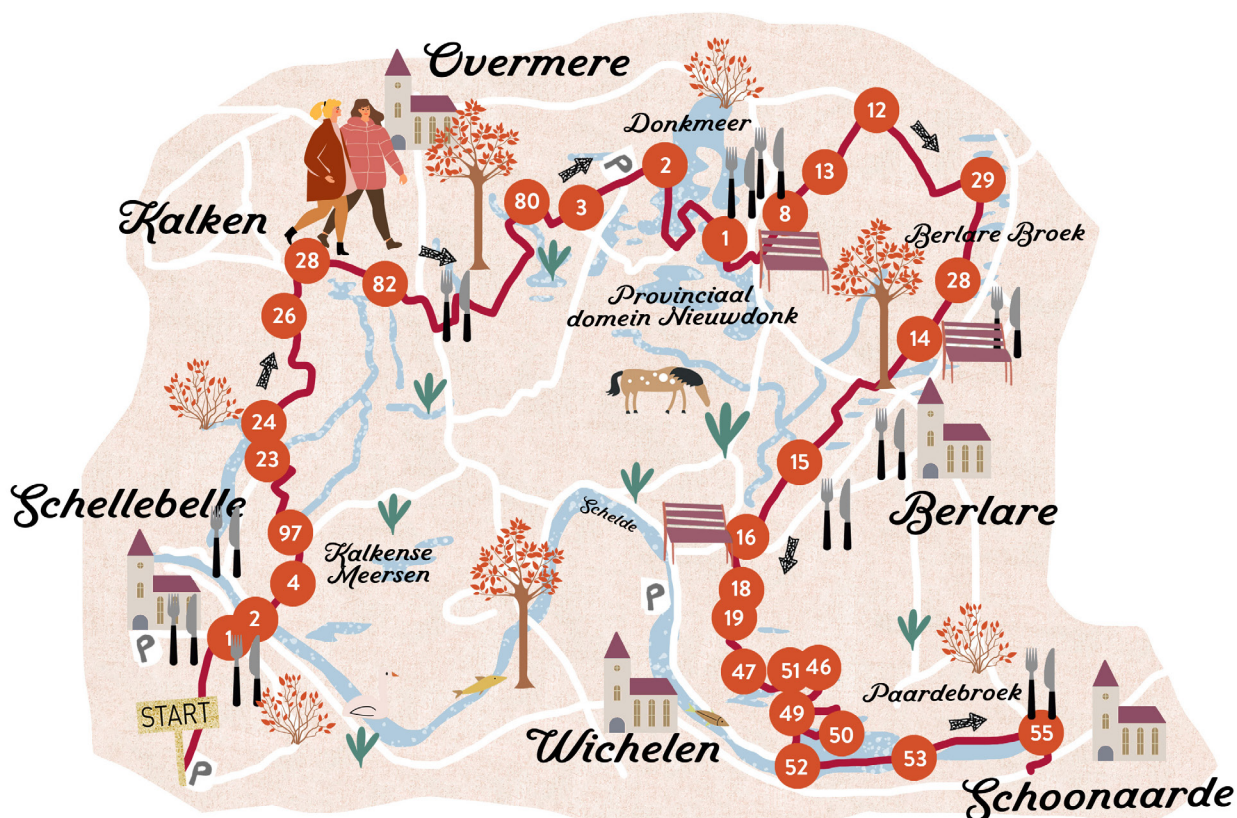 Overmere
Donkmeer
P
12
13
2
29
80
3
8
1
Kalken
28
82
26
Berlare Broek
28
14
Provinciaal
domein Nieuwdonk
24
23
15
Berlare
Schellebelle
97
Kalkense
Meersen
Schelde
16
4
18
19
P
2
1
P
47
51
46
49
50
Paardebroek
55
START
P
Wichelen
52
53
Schoonaarde